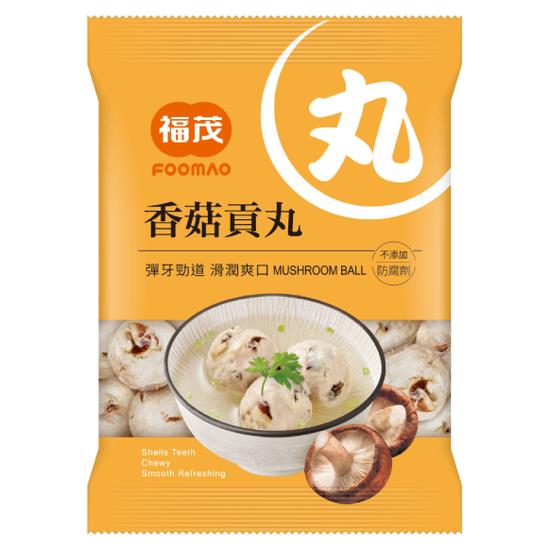 丸
福茂
FOOMAO
香菇貢丸
彈牙勁道 滑潤爽口 MUSHROOM BALL
不添加
防腐劑
Shells Teeth
Chewy
Smooth Refreshing